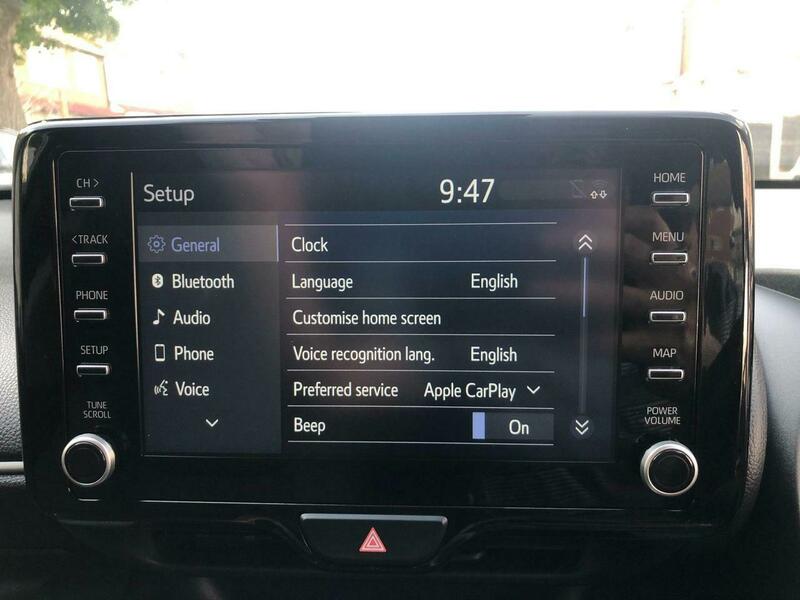 CH >
< TRACK
PHONE
SETUP
TUNE
SCROLL
Setup
9:47
General
Bluetooth
Audio
Phone
Voice
Clock
Language English
Customise home screen
Voice recognition lang. English
Preferred service Apple CarPlay
Beep On
HOME
MENU
AUDIO
MAP
POWER
VOLUME